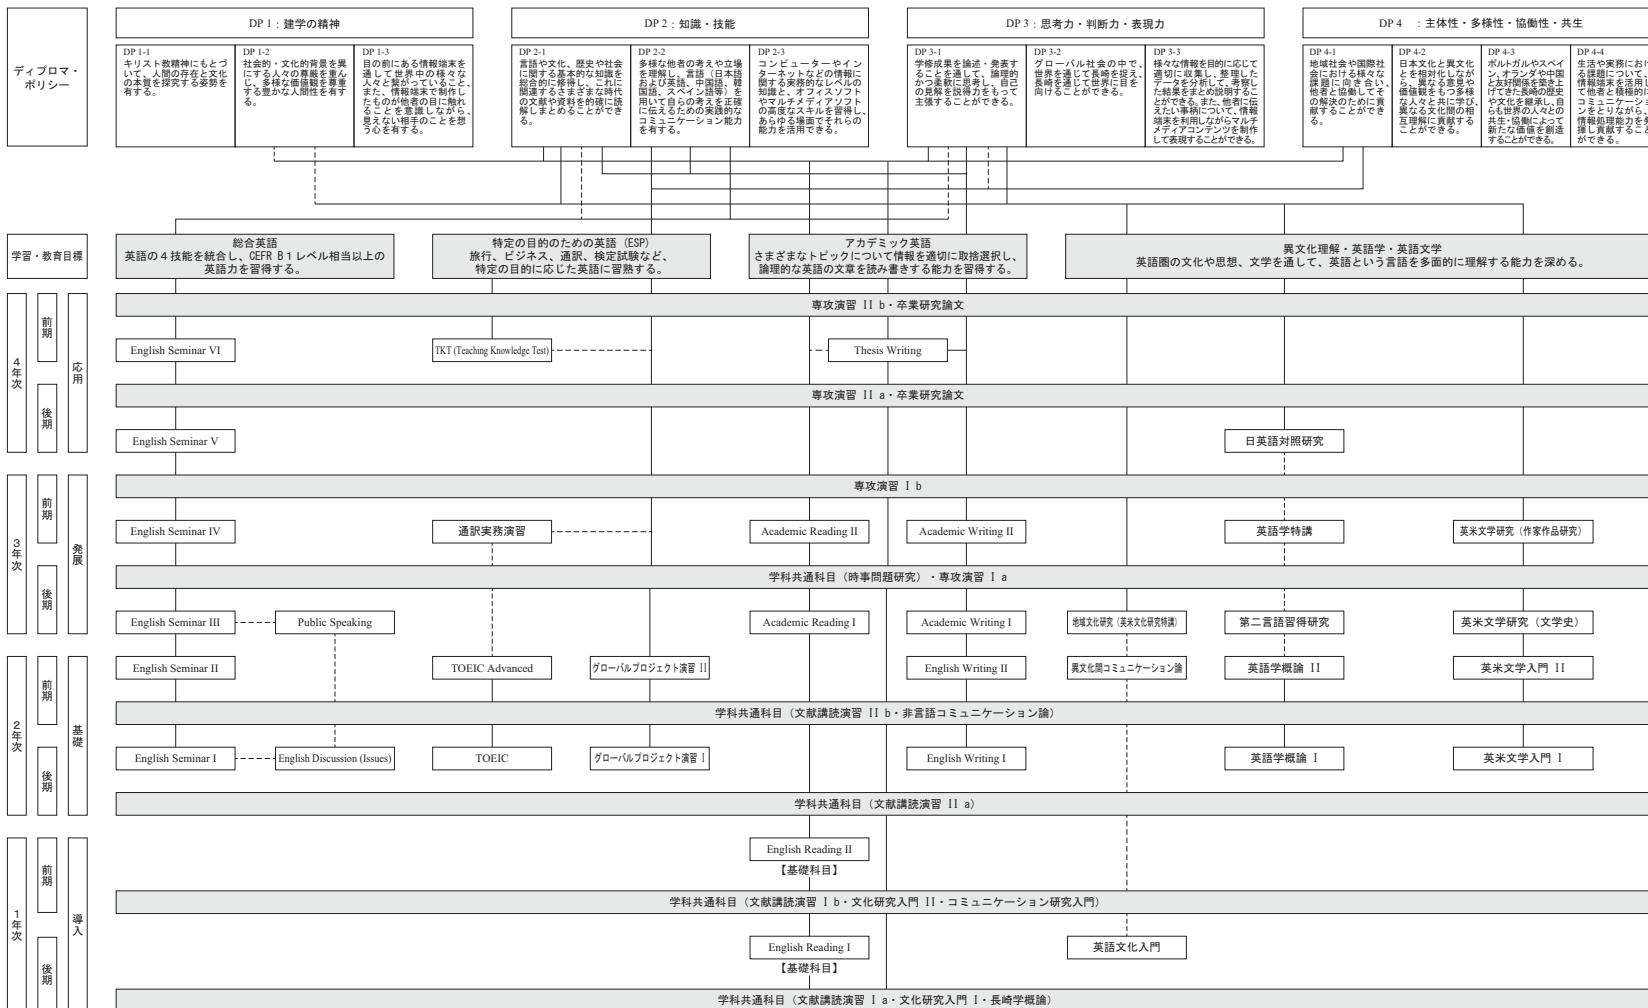 ディプロマ・
ポリシー
DP 1：建学の精神
DP 2：知識・技能
DP 3：思考力・判断力・表現力
DP 4　：主体性・多様性・協働性・共生
DP 1-1
キリスト教精神にもとづ
いて、人間の存在と文化
の本質を探究する姿勢を
有する。
DP 1-2
社会的・文化的背景を異
にする人々の尊厳を重ん
じ、多様な価値観を尊重
する豊かな人間性を有す
る。
DP 1-3
目の前にある情報端末を
通して世界中の様々な
人々と繋がっていること、
また、情報端末で制作し
たものが他者の目に触れ
ることを意識しながら、
見えない相手のことを想
う心を有する。
DP 2-1
言語や文化、歴史や社会
に関する基本的な知識を
総合的に修得し、これに
関連するさまざまな時代
の文献や資料を的確に読
解しまとめることができ
る。
DP 2-2
多様な他者の考えや立場
を理解し、言語（日本語
および英語、中国語、韓
国語、スペイン語等）を
用いて自らの考えを正確
に伝えるための実践的な
コミュニケーション能力
を有する。
DP 2-3
コンピューターやイン
ターネットなどの情報に
関する実務的なレベルの
知識と、オフィスソフト
やマルチメディアソフト
の高度なスキルを習得し、
あらゆる場面でそれらの
能力を活用できる。
DP 3-1
学修成果を論述・発表す
ることを通して、論理的
かつ柔軟に思考し、自己
の見解を説得力をもって
主張することができる。
DP 3-2
グローバル社会の中で、
世界を通じて長崎を捉え、
長崎を通じて世界に目を
向けることができる。
DP 3-3
様々な情報を目的に応じて
適切に収集し、整理した
データを分析して、考察し
た結果をまとめ説明するこ
とができる。また、他者に伝
えたい事柄について、情報
端末を利用しながらマルチ
メディアコンテンツを制作
して表現することができる。
DP 4-1
地域社会や国際社
会における様々な
課題に向き合い、
他者と協働してそ
の解決のために貢
献することができ
る。
DP 4-2
日本文化と異文化
とを相対化しなが
ら、異なる意見や
価値観をもつ多様
な人々と共に学び、
異なる文化間の相
互理解に貢献する
ことができる。
DP 4-3
ポルトガルやスペイ
ン、オランダや中国
と友好関係を築き上
げてきた長崎の歴史
や文化を継承し、自
らも世界の人々との
共生・協働によって
新たな価値を創造
することができる。
DP 4-4
生活や実務におけ
る課題について、
情報端末を活用し
て他者と積極的に
コミュニケーショ
ンをとりながら、
情報処理能力を発
揮し貢献すること
ができる。
学習・教育目標
総合英語
英語の４技能を統合し、CEFR B１レベル相当以上の
英語力を習得する。
特定の目的のための英語（ESP）
旅行、ビジネス、通訳、検定試験など、
特定の目的に応じた英語に習熟する。
アカデミック英語
さまざまなトピックについて情報を適切に取捨選択し、
論理的な英語の文章を読み書きする能力を習得する。
異文化理解・英語学・英語文学
英語圏の文化や思想、文学を通して、英語という言語を多面的に理解する能力を深める。
4年次
前期
後期
応用
専攻演習 II b・卒業研究論文
English Seminar VI
TKT (Teaching Knowledge Test)
Thesis Writing
専攻演習 II a・卒業研究論文
English Seminar V
日英語対照研究
3年次
前期
後期
発展
専攻演習 I b
English Seminar IV
通訳実務演習
Academic Reading II
Academic Writing II
英語学特講
英米文学研究（作家作品研究）
学科共通科目（時事問題研究）・専攻演習 I a
English Seminar III
Public Speaking
Academic Reading I
Academic Writing I
地域文化研究（英米文化研究特講）
第二言語習得研究
英米文学研究（文学史）
2年次
前期
後期
基礎
English Seminar II
TOEIC Advanced
グローバルプロジェクト演習 II
English Writing II
異文化間コミュニケーション論
英語学概論 II
英米文学入門 II
学科共通科目（文献講読演習 II b・非言語コミュニケーション論）
English Seminar I
English Discussion (Issues)
TOEIC
グローバルプロジェクト演習 I
English Writing I
英語学概論 I
英米文学入門 I
学科共通科目（文献講読演習 II a）
1年次
前期
後期
導入
English Reading II
【基礎科目】
学科共通科目（文献講読演習 I b・文化研究入門 II・コミュニケーション研究入門）
English Reading I
【基礎科目】
英語文化入門
学科共通科目（文献講読演習 I a・文化研究入門 I・長崎学概論）